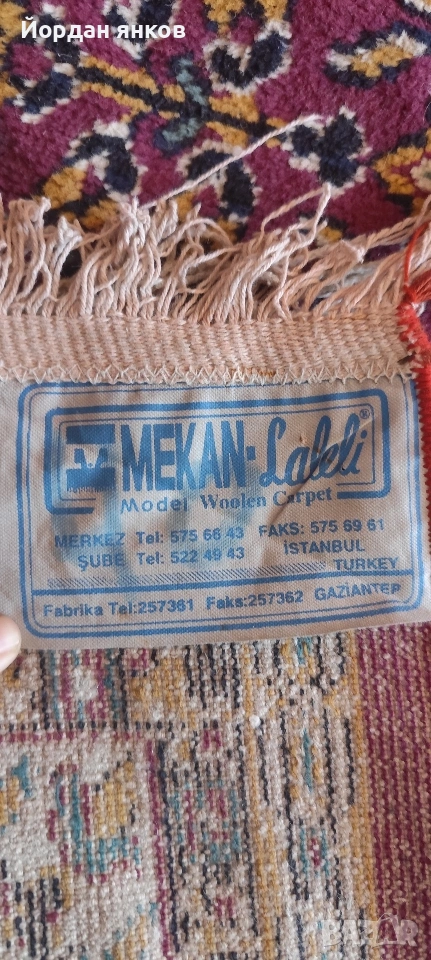 Йордан янков
MEKAN-Laleli®
Model Woolen Carpet
MERKEZ Tel: 575 66 43 FAKS: 575 69 61
ŞUBE Tel: 522 49 43 İSTANBUL
TURKEY
Fabrika Tel:257361 Faks:257362 GAZİANTEP
BAZAR